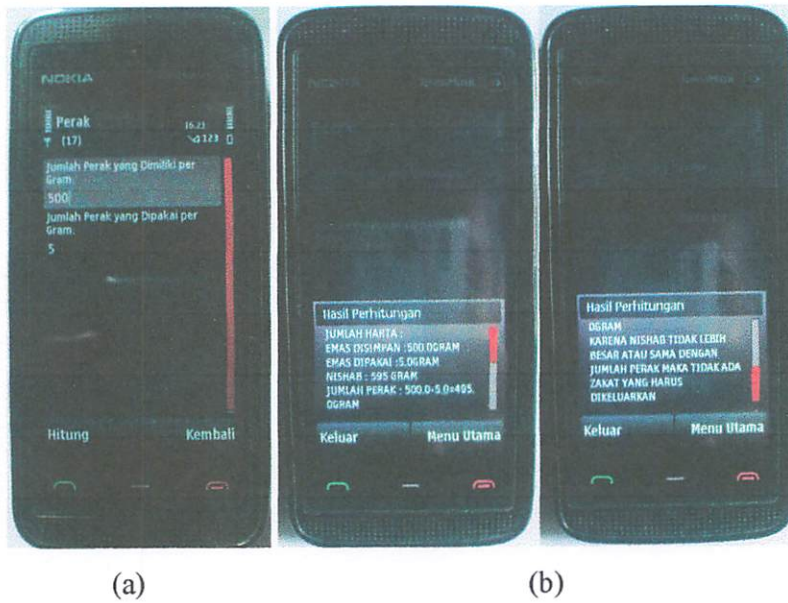 NOKIA
Perak
(17)
16:23
123
Jumlah Perak yang Dimiliki per
Gram.
500
Jumlah Perak yang Dipakai per
Gram.
5
Hitung Kembali
Hasil Perhitungan
JUMLAH HARTA :
EMAS DISIMPAN :500.0GRAM
EMAS DIPAKAI :5.0GRAM
NISHAB : 595 GRAM
JUMLAH PERAK : 500.0-5.0=495.
0GRAM
Keluar Menu Utama
Hasil Perhitungan
0GRAM
KARENA NISHAB TIDAK LEBIH
BESAR ATAU SAMA DENGAN
JUMLAH PERAK MAKA TIDAK ADA
ZAKAT YANG HARUS
DIKELUARKAN
Keluar Menu Utama
(a) (b)